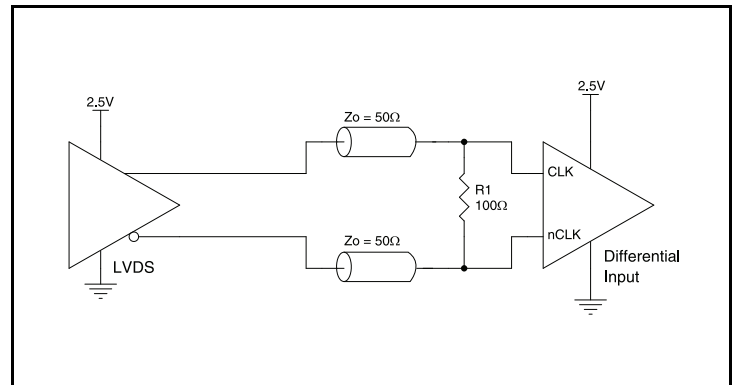 2.5V
2.5V
Zo = 50Ω
CLK
R1
100Ω
nCLK
Zo = 50Ω
LVDS
Differential
Input